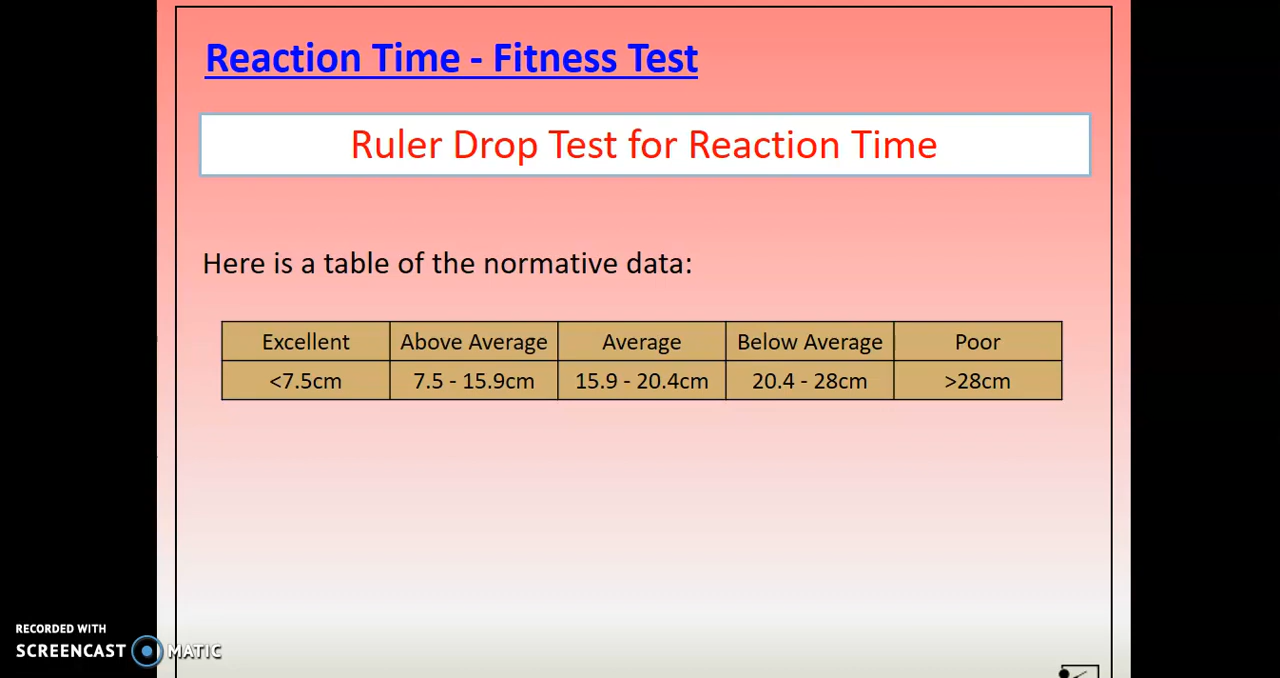 Reaction Time - Fitness Test
Ruler Drop Test for Reaction Time
Here is a table of the normative data:
Excellent Above Average Average Below Average Poor
<7.5cm 7.5 - 15.9cm 15.9 - 20.4cm 20.4 - 28cm >28cm
RECORDED WITH
SCREENCAST MATIC